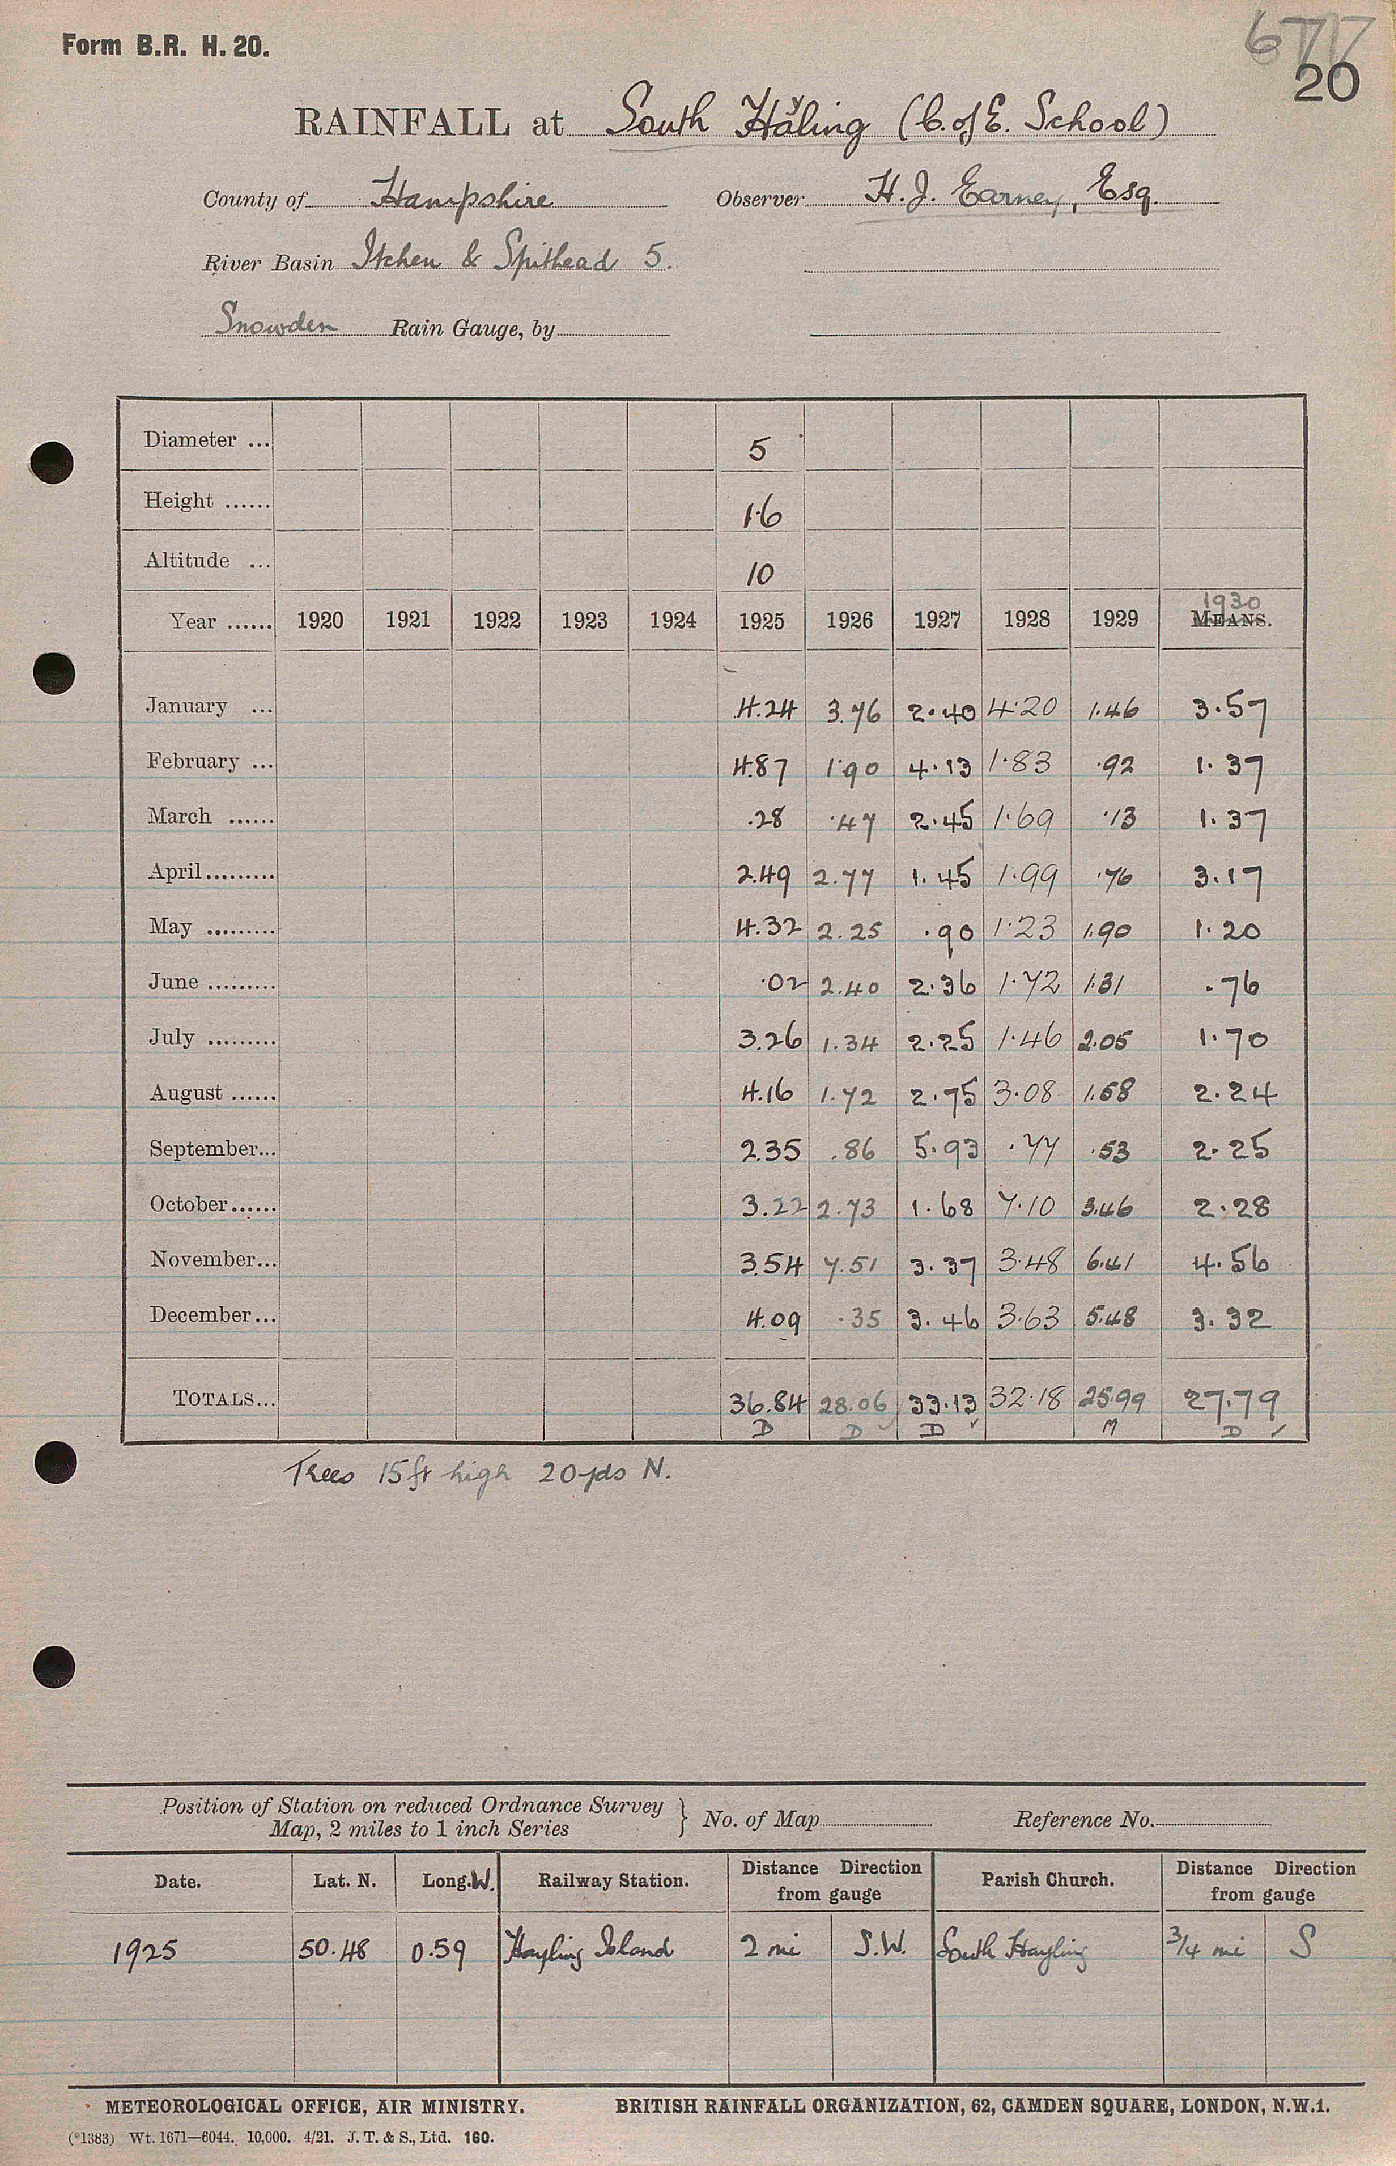 Form B.R. H. 20.
6717
20
RAINFALL at South Hayling (C. of E. School)
County of Hampshire Observer H. J. Earney, Esq.
River Basin Itchen & Spithead 5.
Snowden Rain Gauge, by
Diameter ... 5
Height ...... 1·6
Altitude ... 10
1930
Year ...... 1920 1921 1922 1923 1924 1925 1926 1927 1928 1929 MEANS.
January ... 4.24 3.76 2.40 4.20 1.46 3.57
February ... 4.87 1.90 4.13 1.83 .92 1.37
March ...... .28 .47 2.45 1.69 .13 1.37
April ......... 2.49 2.77 1.45 1.99 .76 3.17
May ......... 4.32 2.25 .90 1.23 1.90 1.20
June ......... .02 2.40 2.36 1.72 1.31 .76
July ......... 3.26 1.34 2.25 1.46 2.05 1.70
August ...... 4.16 1.72 2.75 3.08 1.58 2.24
September... 2.35 .86 5.93 .77 .53 2.25
October...... 3.22 2.73 1.68 7.10 3.46 2.28
November... 3.54 7.51 3.37 3.48 6.41 4.56
December... 4.09 .35 3.46 3.63 5.48 3.32
TOTALS... 36.84 28.06 33.13 32.18 25.99 27.79
D D D M D
Trees 15 ft high 20 yds N.
Position of Station on reduced Ordnance Survey
Map, 2 miles to 1 inch Series } No. of Map Reference No.
Date. Lat. N. Long. W. Railway Station. Distance Direction from gauge Parish Church. Distance Direction from gauge
1925 50.48 0.59 Hayling Island 2 mi S.W. South Hayling 3/4 mi S
METEOROLOGICAL OFFICE, AIR MINISTRY. BRITISH RAINFALL ORGANIZATION, 62, CAMDEN SQUARE, LONDON, N.W.1.
(*1383) Wt. 1671—6044. 10,000. 4/21. J. T. & S., Ltd. 160.